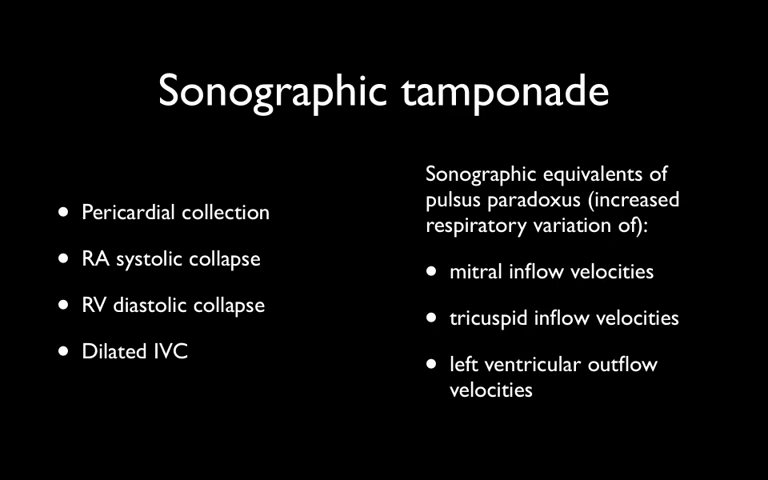 Sonographic tamponade
• Pericardial collection
• RA systolic collapse
• RV diastolic collapse
• Dilated IVC
Sonographic equivalents of
pulsus paradoxus (increased
respiratory variation of):
• mitral inflow velocities
• tricuspid inflow velocities
• left ventricular outflow
velocities